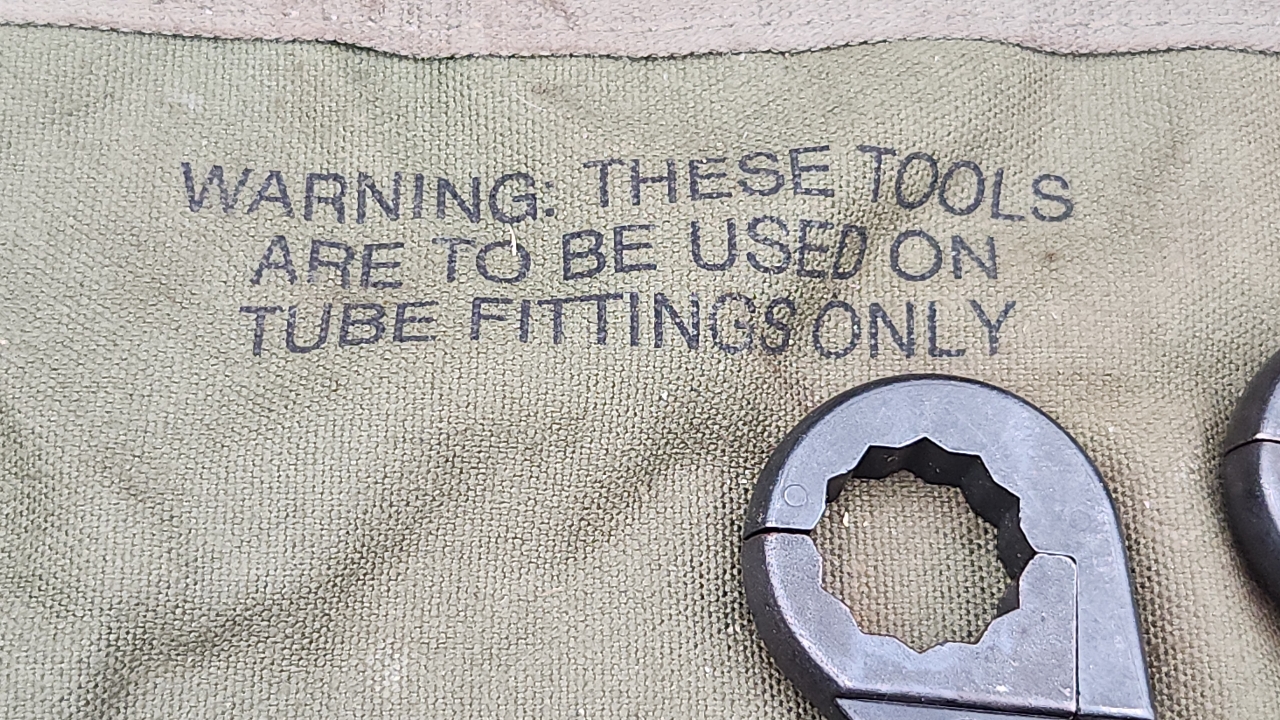 WARNING: THESE TOOLS
ARE TO BE USED ON
TUBE FITTINGS ONLY